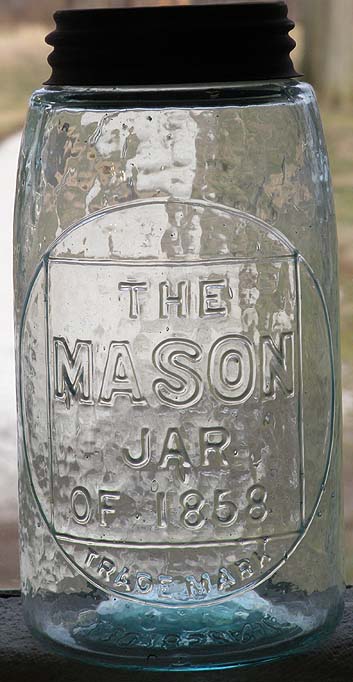 THE
MASON
JAR
OF 1858
TRADE MARK